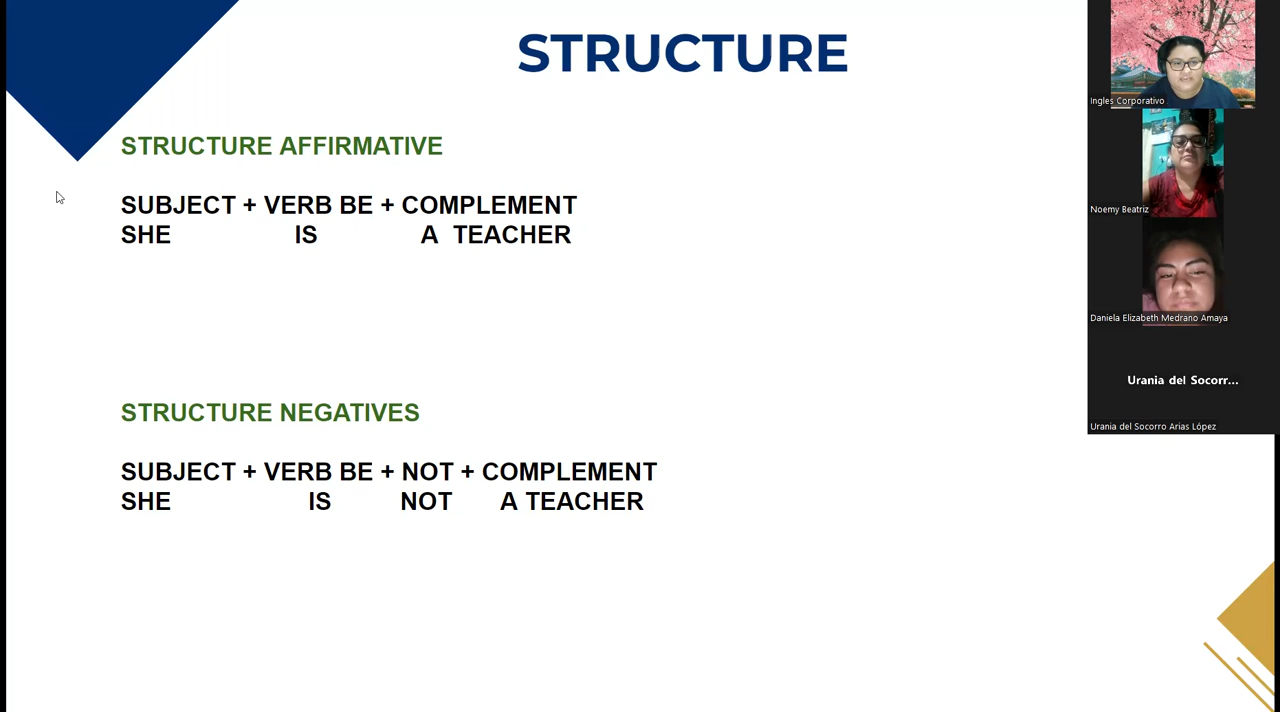 STRUCTURE
STRUCTURE AFFIRMATIVE
SUBJECT + VERB BE + COMPLEMENT
SHE IS A TEACHER
STRUCTURE NEGATIVES
SUBJECT + VERB BE + NOT + COMPLEMENT
SHE IS NOT A TEACHER
Ingles Corporativo
Noemy Beatriz
Daniela Elizabeth Medrano Amaya
Urania del Socorr...
Urania del Socorro Arias López